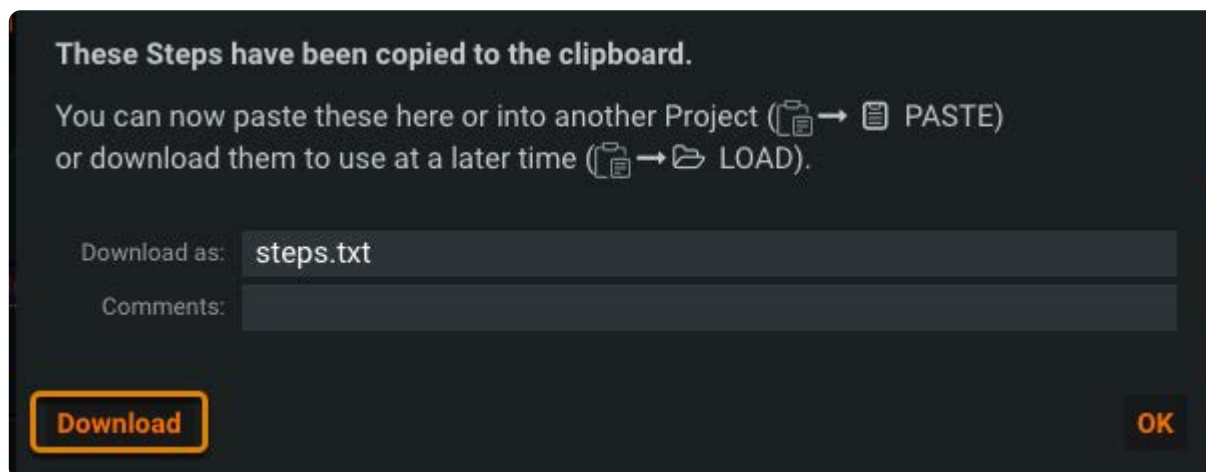 These Steps have been copied to the clipboard.
You can now paste these here or into another Project (→ PASTE)
or download them to use at a later time (→ LOAD).
Download as: steps.txt
Comments:
Download OK